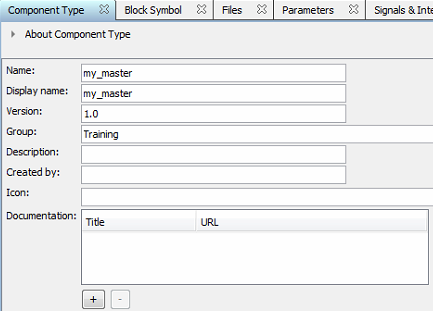 Component Type Block Symbol Files Parameters Signals & Inte
About Component Type
Name: my_master
Display name: my_master
Version: 1.0
Group: Training
Description:
Created by:
Icon:
Documentation: Title URL
+ -